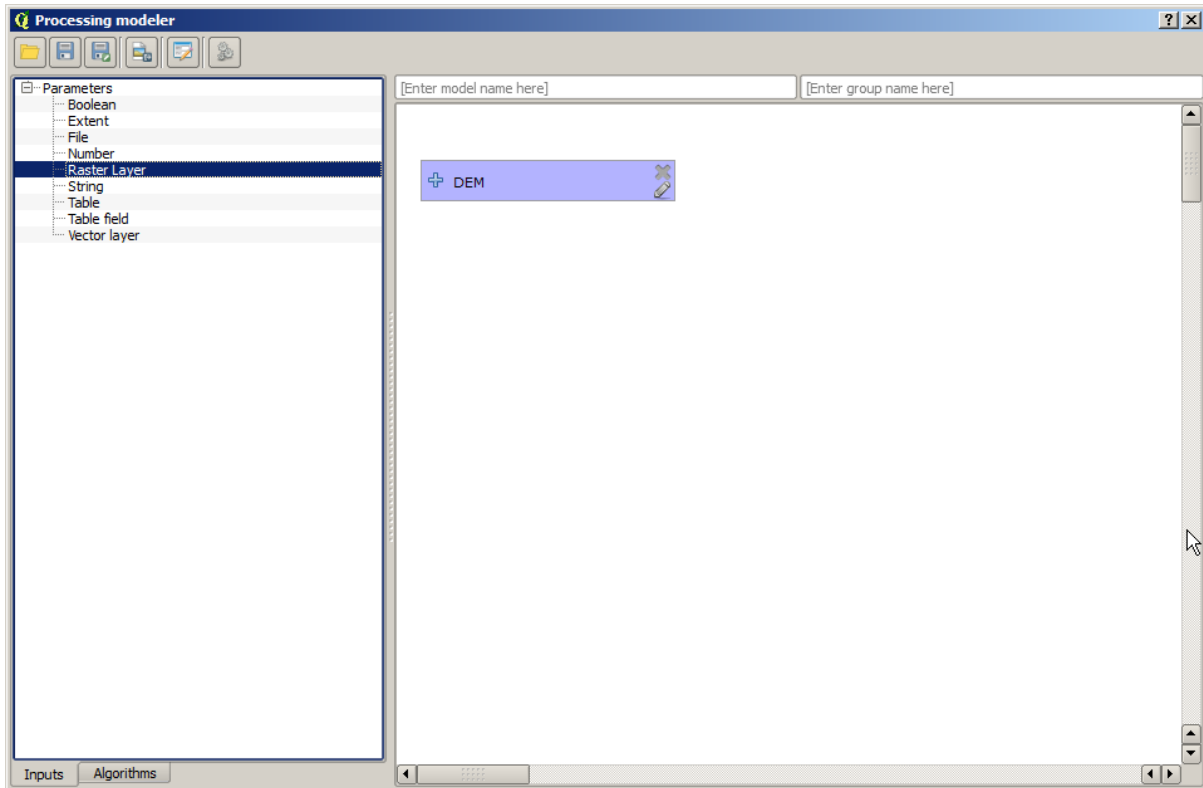 Processing modeler
Parameters
Boolean
Extent
File
Number
Raster Layer
String
Table
Table field
Vector layer
[Enter model name here] [Enter group name here]
DEM
Inputs Algorithms